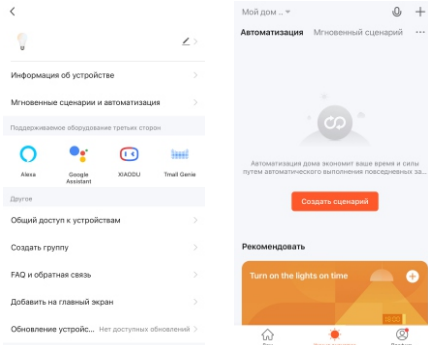 Информация об устройстве
Мгновенные сценарии и автоматизация
Поддерживаемое оборудование третьих сторон
Alexa
Google Assistant
XIAODU
Tmall Genie
Другое
Общий доступ к устройствам
Создать группу
FAQ и обратная связь
Добавить на главный экран
Обновление устройс... Нет доступных обновлений
Мой дом ..
Автоматизация Мгновенный сценарий ...
Автоматизация дома экономит ваше время и силы
путем автоматического выполнения повседневных за...
Создать сценарий
Рекомендовать
Turn on the lights on time